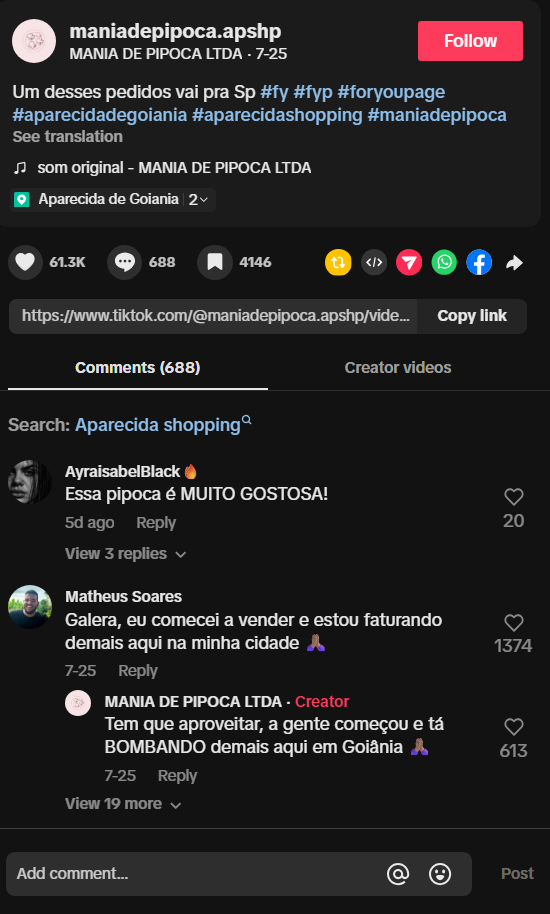 maniadepipoca.apshp
MANIA DE PIPOCA LTDA · 7-25
Follow
Um desses pedidos vai pra Sp #fy #fyp #foryoupage
#aparecidadegoiania #aparecidashopping #maniadepipoca
See translation
som original - MANIA DE PIPOCA LTDA
Aparecida de Goiania 2
61.3K 688 4146
https://www.tiktok.com/@maniadepipoca.apshp/vide... Copy link
Comments (688) Creator videos
Search: Aparecida shopping
AyraisabelBlack🔥
Essa pipoca é MUITO GOSTOSA!
20
5d ago Reply
View 3 replies
Matheus Soares
Galera, eu comecei a vender e estou faturando
demais aqui na minha cidade 🙏🏽
1374
7-25 Reply
MANIA DE PIPOCA LTDA · Creator
Tem que aproveitar, a gente começou e tá
BOMBANDO demais aqui em Goiânia 🙏🏽
613
7-25 Reply
View 19 more
Add comment... Post